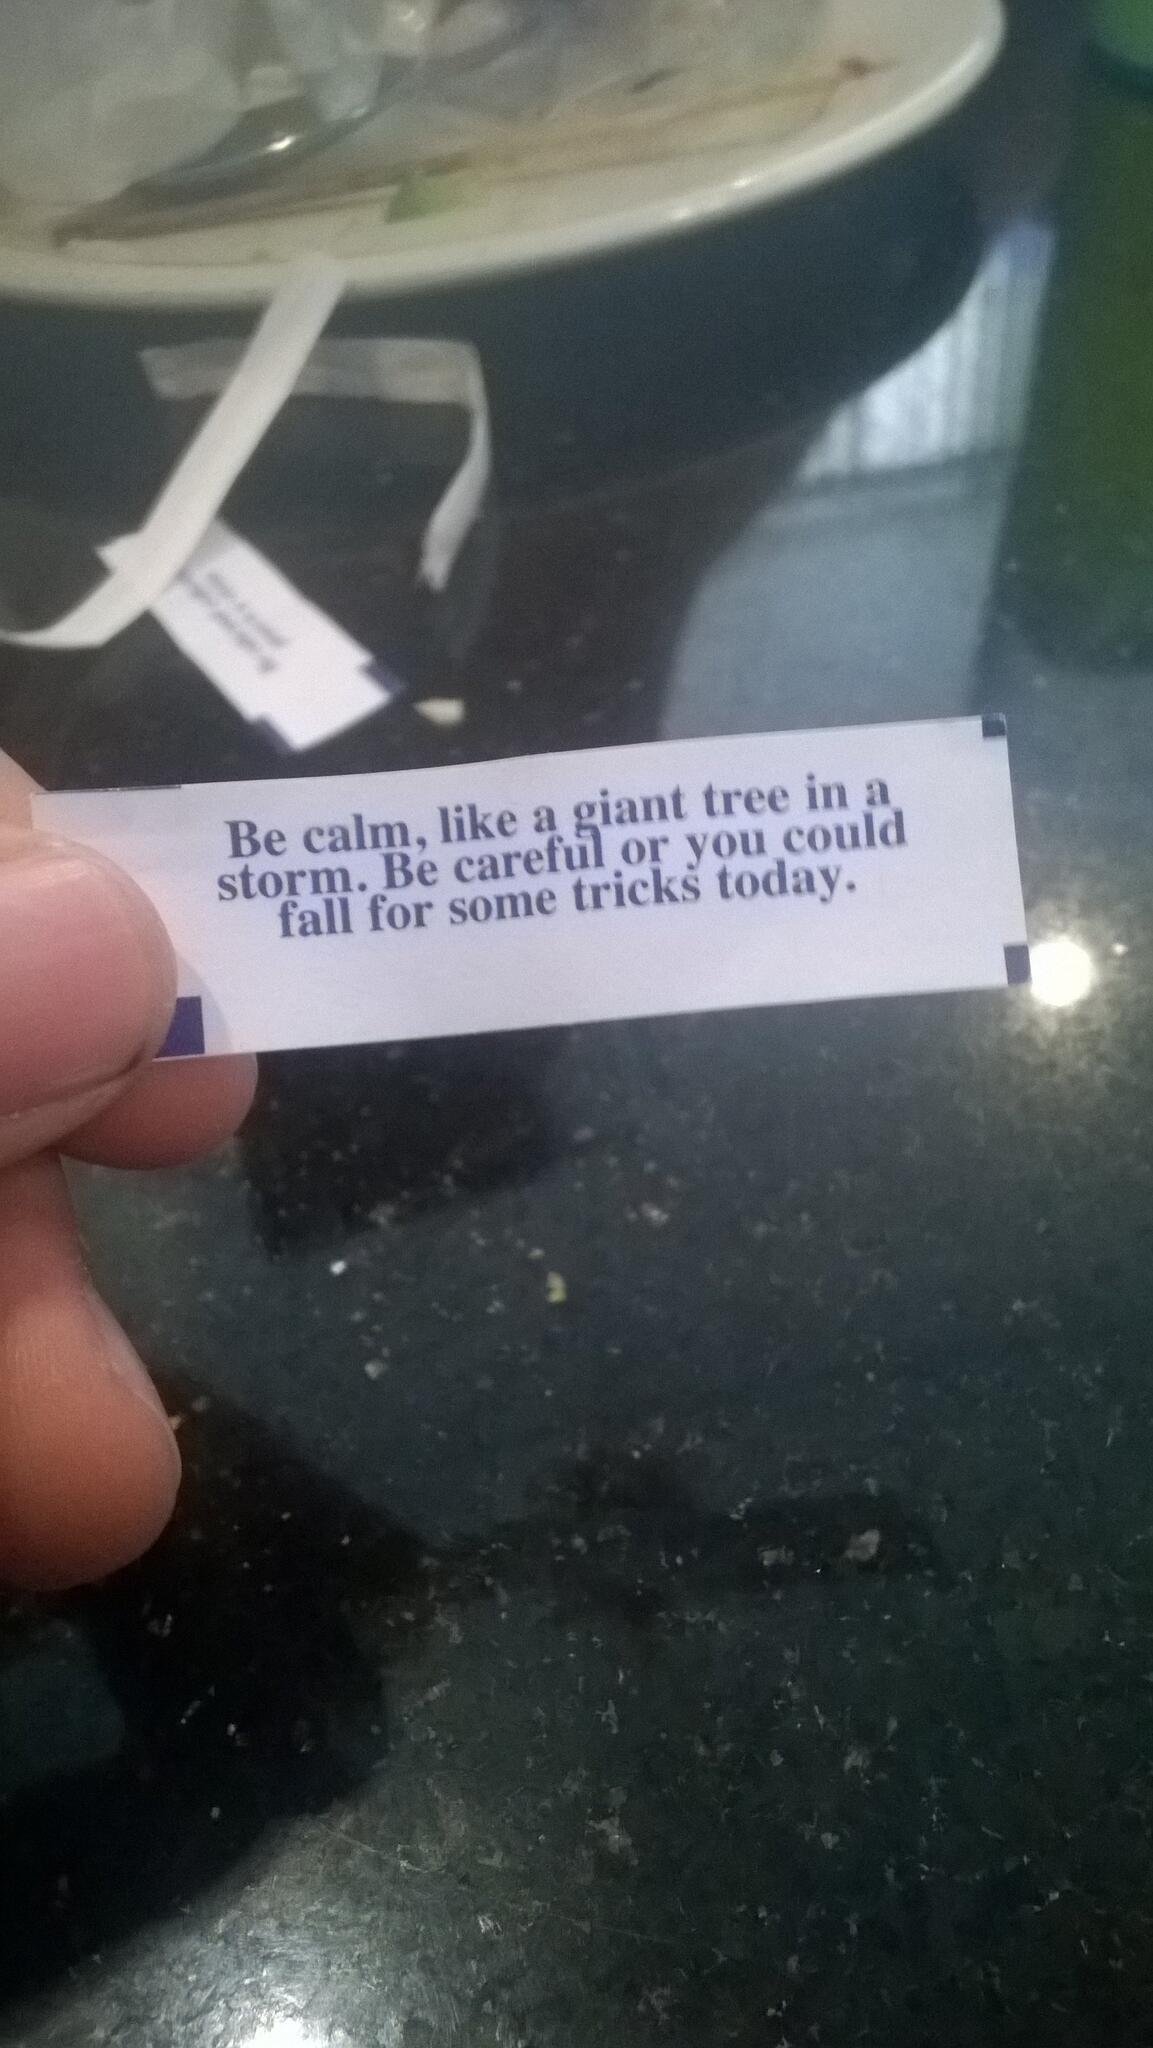 Be calm, like a giant tree in a
storm. Be careful or you could
fall for some tricks today.